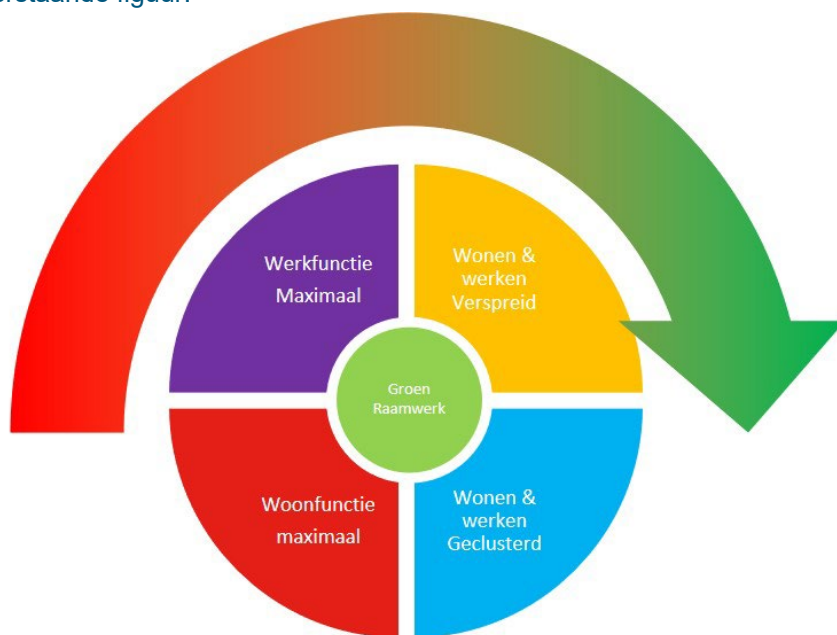 Werkfunctie
Maximaal
Wonen &
werken
Verspreid
Groen
Raamwerk
Woonfunctie
maximaal
Wonen &
werken
Geclusterd